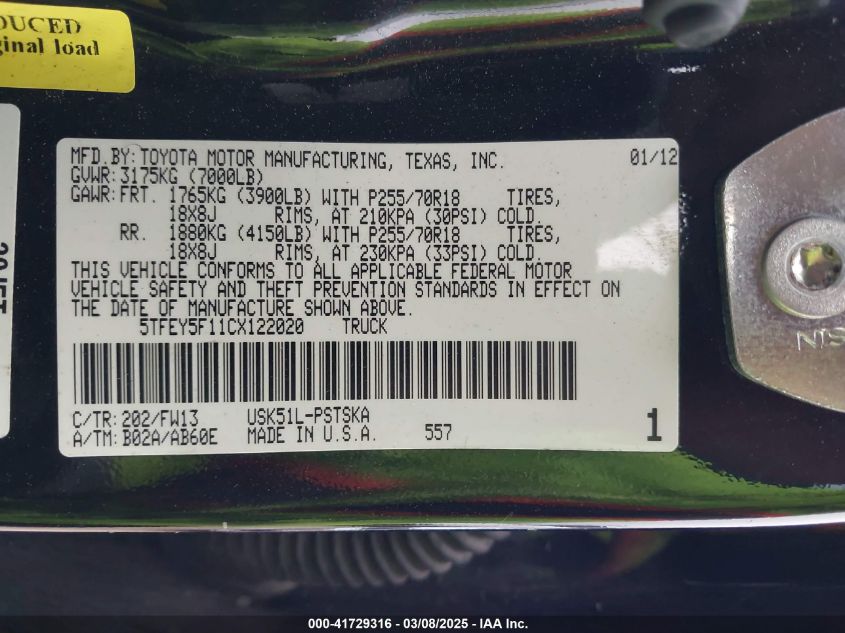 DUCED
ginal load
MFD.BY:TOYOTA MOTOR MANUFACTURING, TEXAS, INC. 01/12
GVWR:3175KG (7000LB)
GAWR:FRT. 1765KG (3900LB) WITH P255/70R18 TIRES,
18X8J RIMS, AT 210KPA (30PSI) COLD.
RR. 1880KG (4150LB) WITH P255/70R18 TIRES,
18X8J RIMS, AT 230KPA (33PSI) COLD.
THIS VEHICLE CONFORMS TO ALL APPLICABLE FEDERAL MOTOR
VEHICLE SAFETY AND THEFT PREVENTION STANDARDS IN EFFECT ON
THE DATE OF MANUFACTURE SHOWN ABOVE.
5TFEY5F11CX122020 TRUCK
C/TR:202/FW13 USK51L-PSTSKA
A/TM:B02A/AB60E MADE IN U.S.A. 557 1
NIS
000-41729316 - 03/08/2025 - IAA Inc.